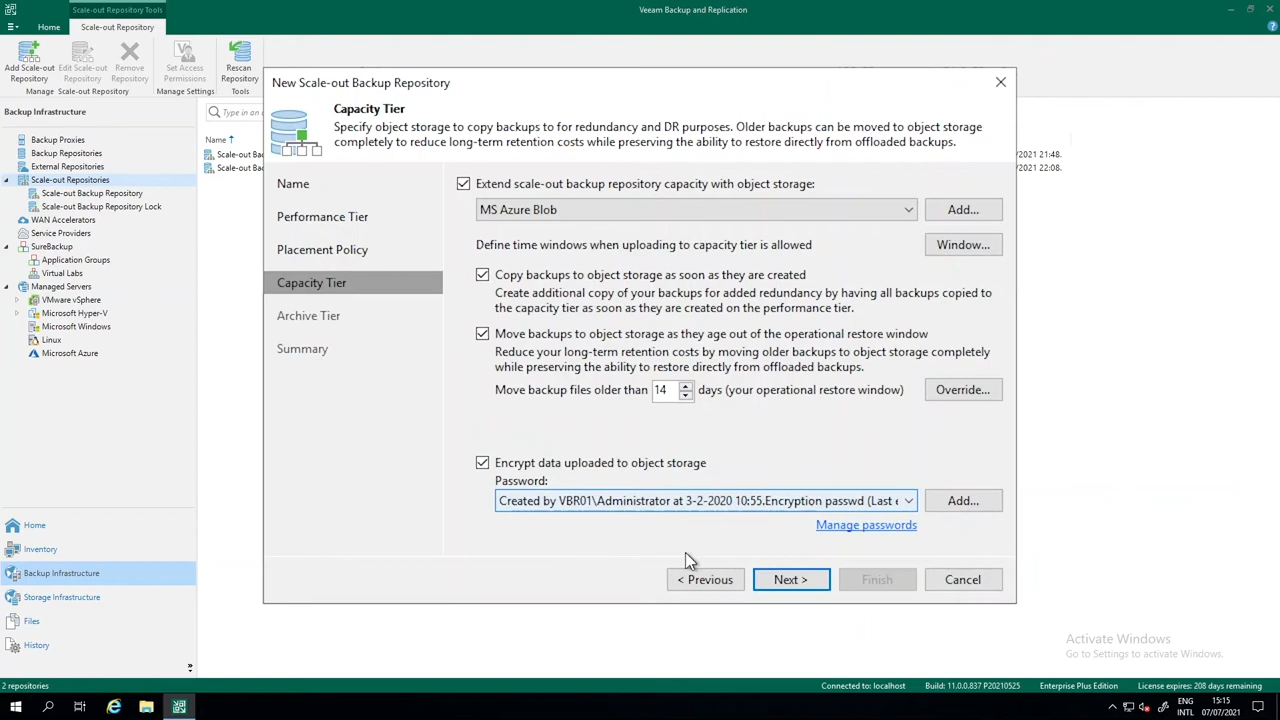 Scale-out Repository Tools
Veeam Backup and Replication
Home
Scale-out Repository
Add Scale-out
Repository
Edit Scale-out
Repository
Remove
Repository
Set Access
Permissions
Rescan
Repository
Manage Scale-out Repository
Manage Settings
Tools
Backup Infrastructure
Backup Proxies
Backup Repositories
External Repositories
Scale-out Repositories
Scale-out Backup Repository
Scale-out Backup Repository Lock
WAN Accelerators
Service Providers
SureBackup
Application Groups
Virtual Labs
Managed Servers
VMware vSphere
Microsoft Hyper-V
Microsoft Windows
Linux
Microsoft Azure
Home
Inventory
Backup Infrastructure
Storage Infrastructure
Files
History
Type in an
Name
Scale-out Ba
Scale-out Ba
2021 21:48.
2021 22:08.
New Scale-out Backup Repository
Capacity Tier
Specify object storage to copy backups to for redundancy and DR purposes. Older backups can be moved to object storage
completely to reduce long-term retention costs while preserving the ability to restore directly from offloaded backups.
Name
Performance Tier
Placement Policy
Capacity Tier
Archive Tier
Summary
Extend scale-out backup repository capacity with object storage:
MS Azure Blob
Add...
Define time windows when uploading to capacity tier is allowed
Window...
Copy backups to object storage as soon as they are created
Create additional copy of your backups for added redundancy by having all backups copied to
the capacity tier as soon as they are created on the performance tier.
Move backups to object storage as they age out of the operational restore window
Reduce your long-term retention costs by moving older backups to object storage completely
while preserving the ability to restore directly from offloaded backups.
Move backup files older than 14 days (your operational restore window)
Override...
Encrypt data uploaded to object storage
Password:
Created by VBR01\Administrator at 3-2-2020 10:55.Encryption passwd (Last e
Add...
Manage passwords
< Previous
Next >
Finish
Cancel
Activate Windows
Go to Settings to activate Windows.
2 repositories
Connected to: localhost
Build: 11.0.0.837 P20210525
Enterprise Plus Edition
License expires: 208 days remaining
ENG
INTL
15:15
07/07/2021